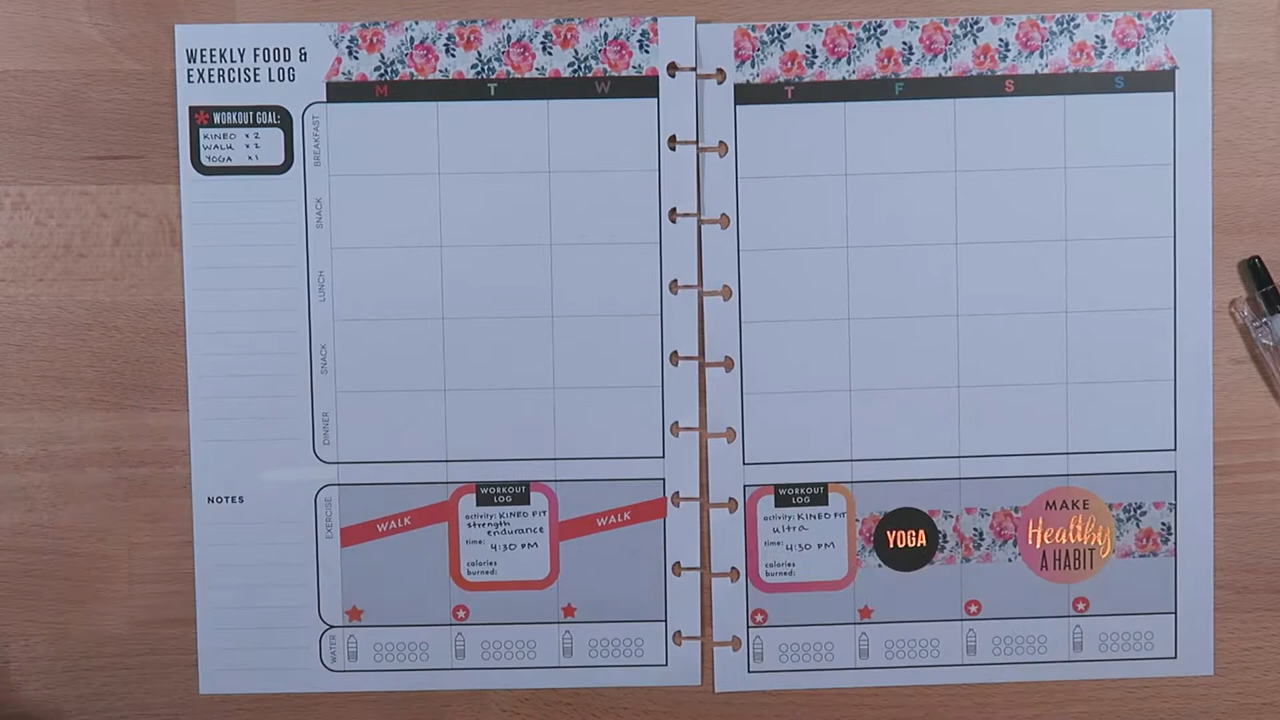 WEEKLY FOOD &
EXERCISE LOG
WORKOUT GOAL:
KINEO x 2
WALK x 2
YOGA x1
M T W
T F S S
BREAKFAST
SNACK
LUNCH
SNACK
DINNER
NOTES
EXERCISE
WALK
WORKOUT
LOG
activity: KINEO FIT
strength
endurance
time:
4:30 PM
calories
burned:
WALK
WORKOUT
LOG
activity: KINEO FIT
ultra
time:
4:30 PM
calories
burned:
YOGA
MAKE
Healthy
A HABIT
WATER